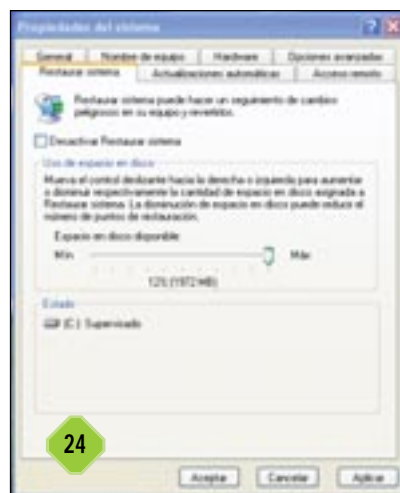 Propiedades del sistema
General Nombre de equipo Hardware Opciones avanzadas
Restaurar sistema Actualizaciones automáticas Acceso remoto
Restaurar sistema puede hacer un seguimiento de cambios
peligrosos en su equipo y revertirlos.
Desactivar Restaurar sistema
Uso de espacio en disco
Mueva el control deslizante hacia la derecha o izquierda para aumentar
o disminuir respectivamente la cantidad de espacio en disco asignada a
Restaurar sistema. La disminución de espacio en disco puede reducir el
número de puntos de restauración.
Espacio en disco disponible:
Mín Máx
12% (1972 MB)
Estado
(C:) Supervisado
24
Aceptar Cancelar Aplicar